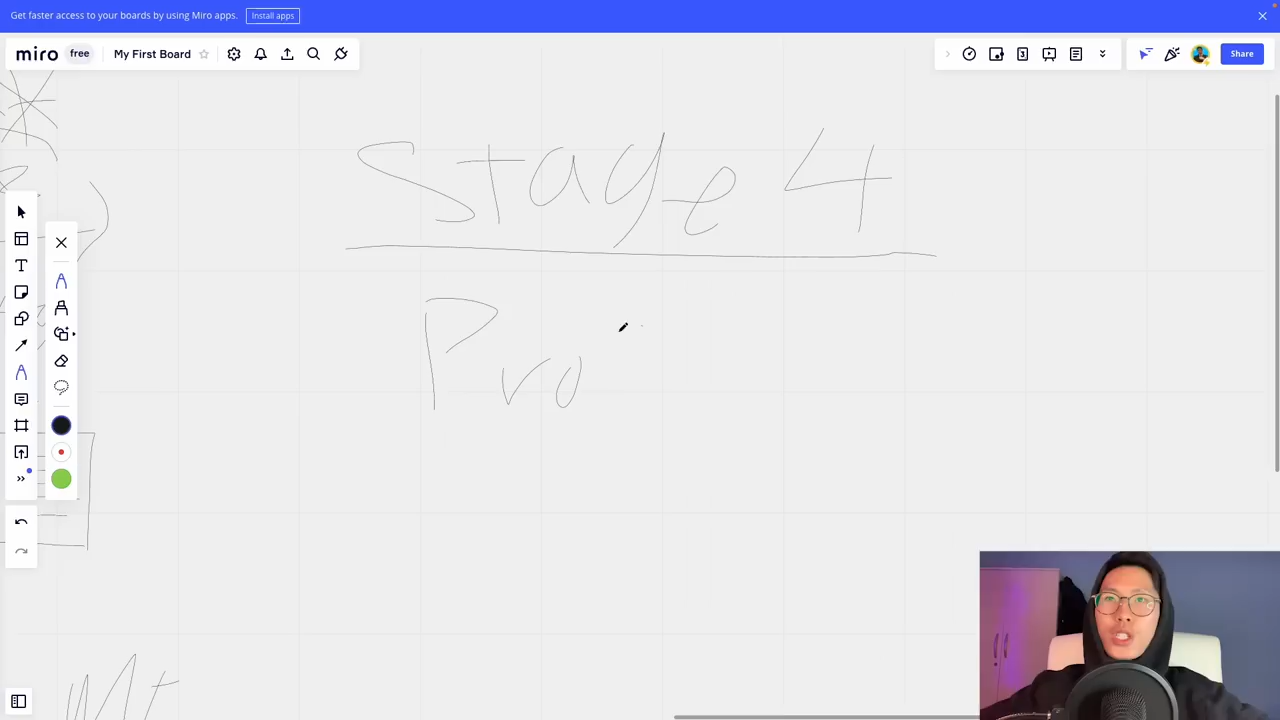 Get faster access to your boards by using Miro apps. Install apps
miro free My First Board 3 Share
Stage 4
Pro